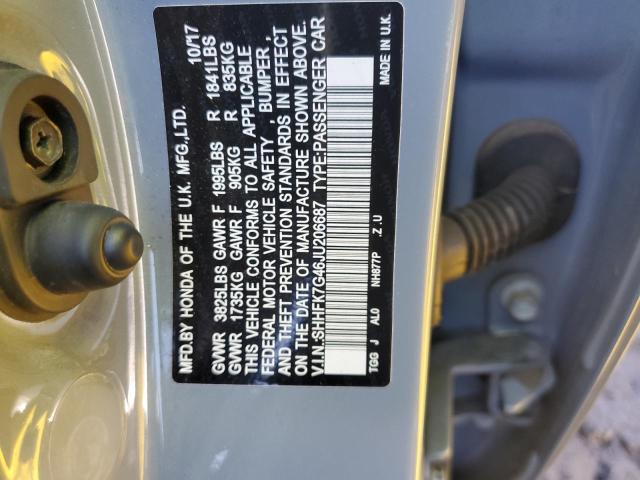 MFD.BY HONDA OF THE U.K. MFG.,LTD. 10/17
GVWR 3825LBS GAWR F 1995LBS R 1841LBS
GVWR 1735KG GAWR F 905KG R 835KG
THIS VEHICLE CONFORMS TO ALL APPLICABLE
FEDERAL MOTOR VEHICLE SAFETY , BUMPER ,
AND THEFT PREVENTION STANDARDS IN EFFECT
ON THE DATE OF MANUFACTURE SHOWN ABOVE.
V.I.N.:SHHFK7G46JU206687 TYPE:PASSENGER CAR
TGG J AL0 NH877P .Z .U MADE IN U.K.